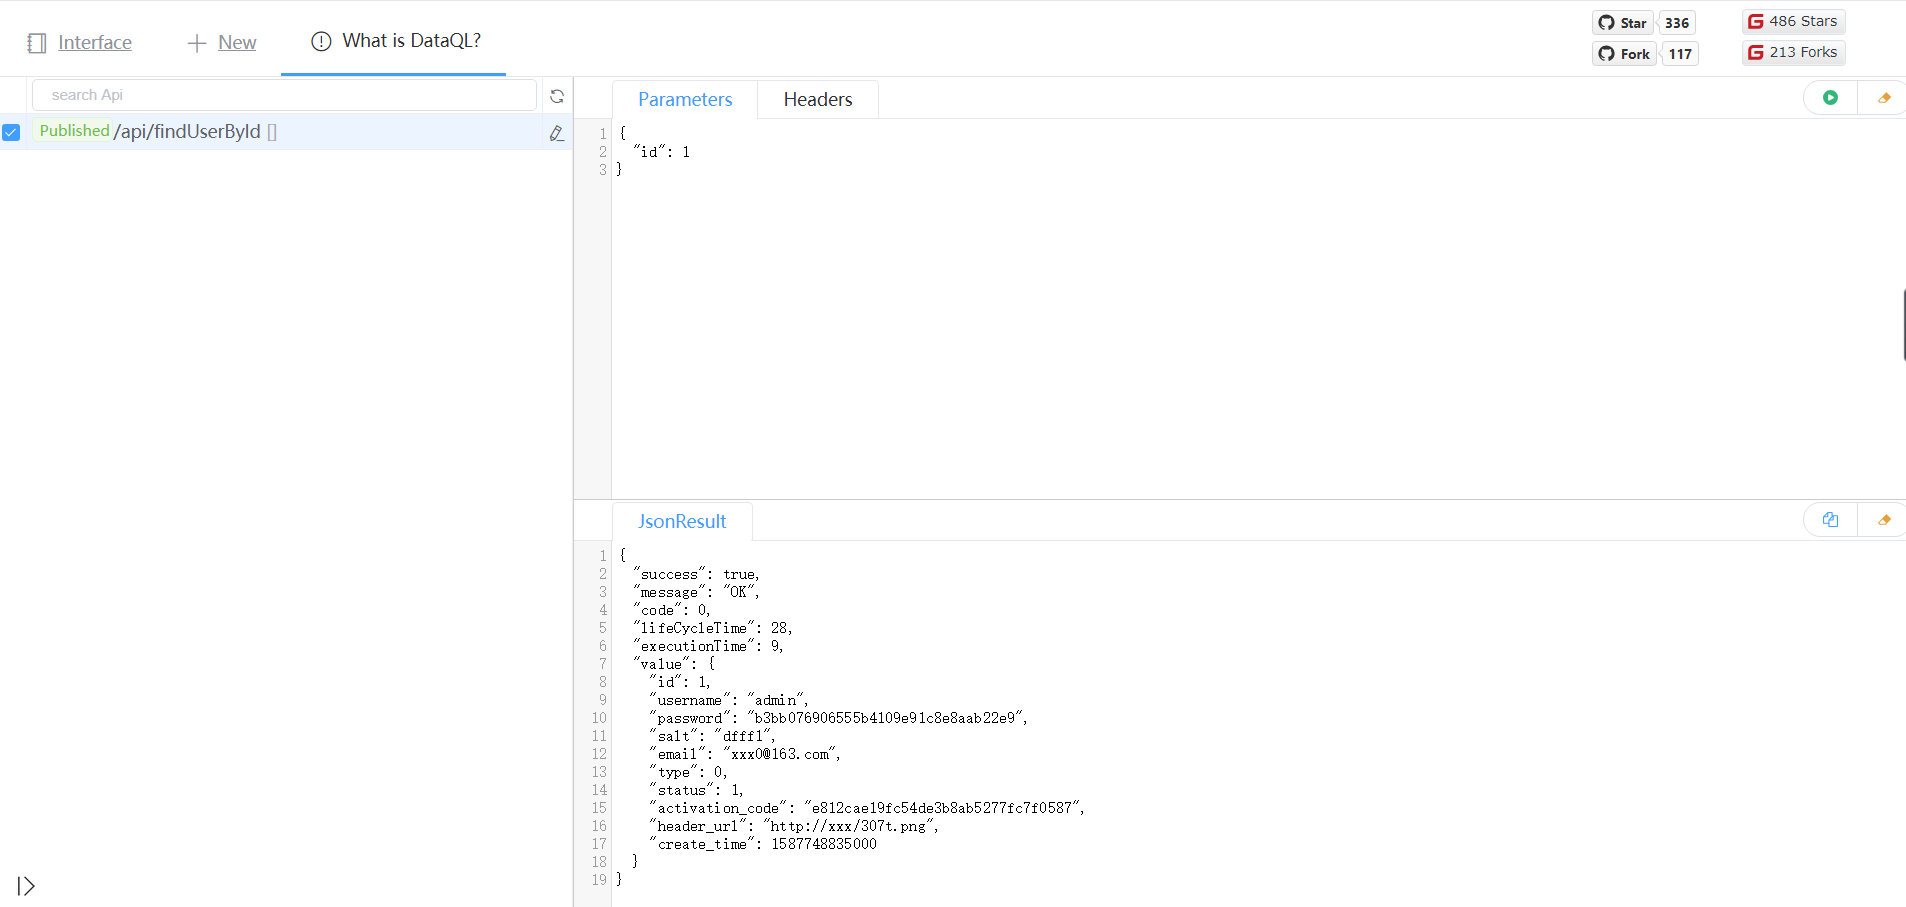 Interface
New
What is DataQL?
Star 336
486 Stars
Fork 117
213 Forks
search Api
Published /api/findUserById []
Parameters
Headers
1 {
2 "id": 1
3 }
JsonResult
1 {
2 "success": true,
3 "message": "OK",
4 "code": 0,
5 "lifeCycleTime": 28,
6 "executionTime": 9,
7 "value": {
8 "id": 1,
9 "username": "admin",
10 "password": "b3bb076906555b4109e91c8e8aab22e9",
11 "salt": "dfff1",
12 "email": "xxx0@163.com",
13 "type": 0,
14 "status": 1,
15 "activation_code": "e812cae19fc54de3b8ab5277fc7f0587",
16 "header_url": "http://xxx/307t.png",
17 "create_time": 1587748835000
18 }
19 }